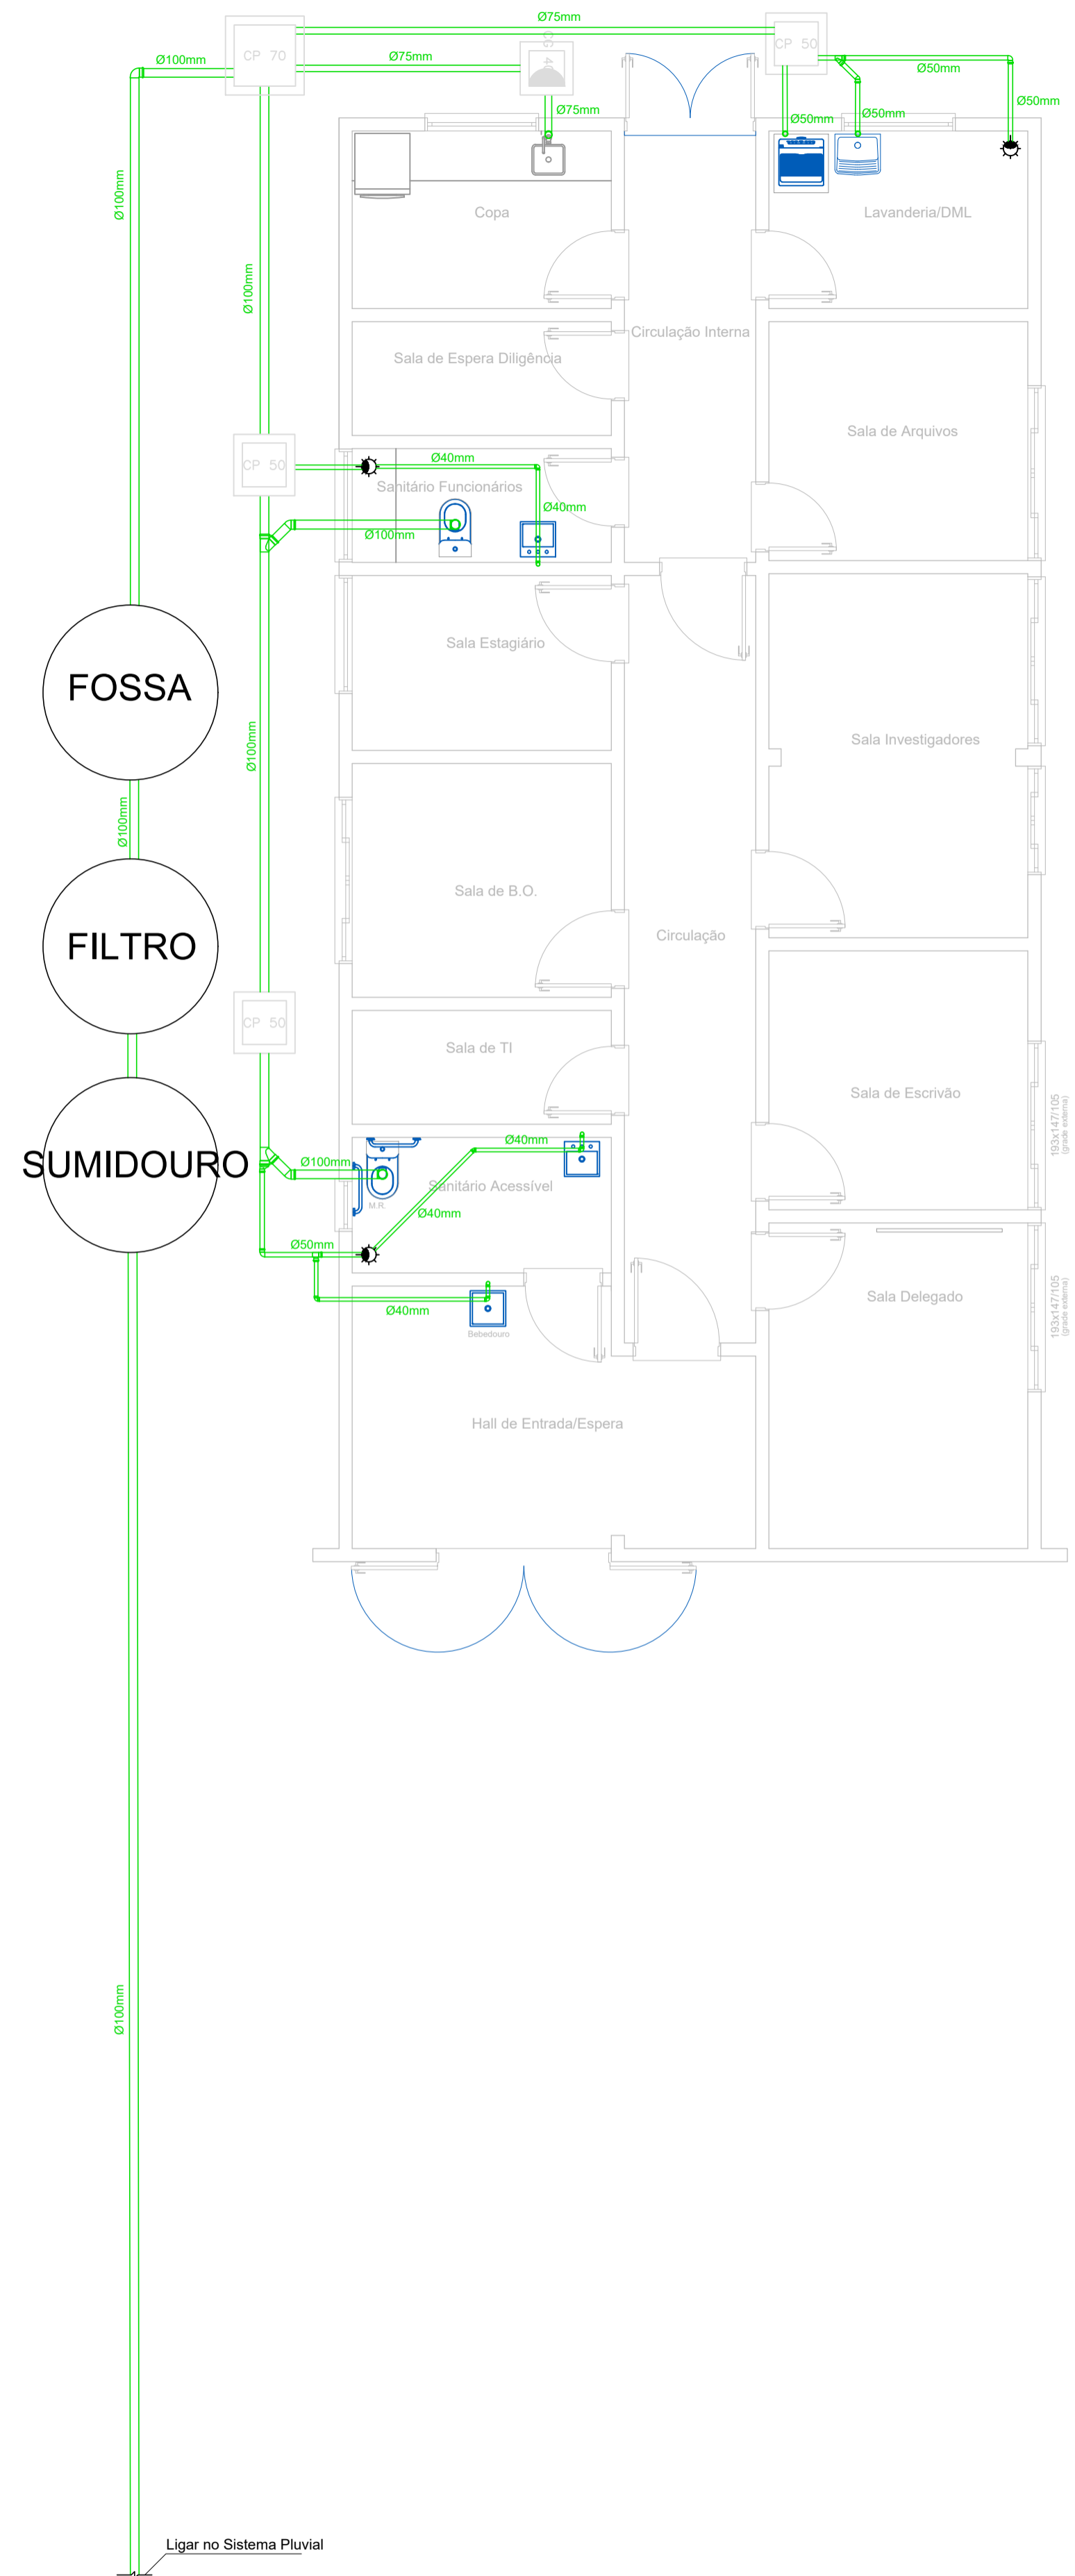 Ø75mm
CP 70
CG 40
CP 50
Ø100mm
Ø75mm
Ø50mm
Ø75mm
Ø50mm
Ø50mm
Ø50mm
Ø100mm
Copa
Lavanderia/DML
Ø100mm
Circulação Interna
Sala de Espera Diligência
Sala de Arquivos
CP 50
Ø40mm
Sanitário Funcionários
Ø40mm
Ø100mm
Sala Estagiário
FOSSA
Ø100mm
Sala Investigadores
Ø100mm
Sala de B.O.
FILTRO
Circulação
CP 50
Sala de TI
Sala de Escrivão
193x147/105
(grade externa)
Ø40mm
SUMIDOURO
Ø100mm
Sanitário Acessível
M.R.
Ø40mm
Ø50mm
Ø40mm
Bebedouro
Sala Delegado
193x147/105
(grade externa)
Hall de Entrada/Espera
Ø100mm
Ligar no Sistema Pluvial